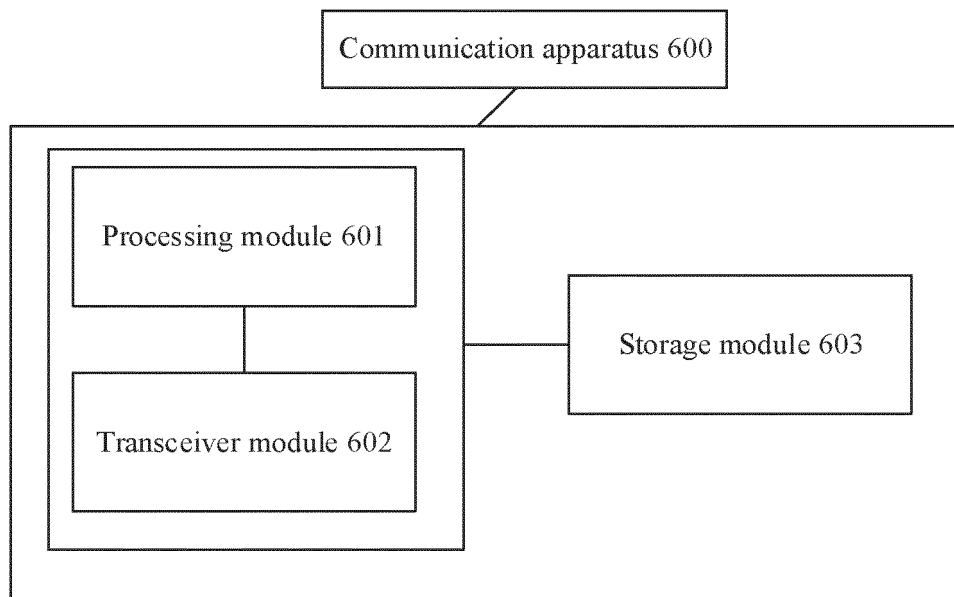 Communication apparatus 600
Processing module 601
Storage module 603
Transceiver module 602